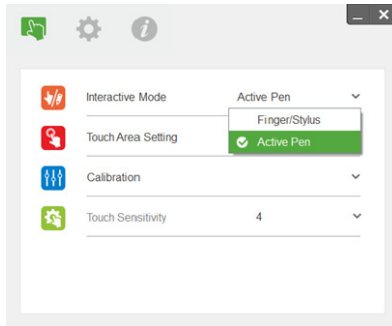 Interactive Mode Active Pen
Finger/Stylus
Touch Area Setting
Active Pen
Calibration
Touch Sensitivity 4